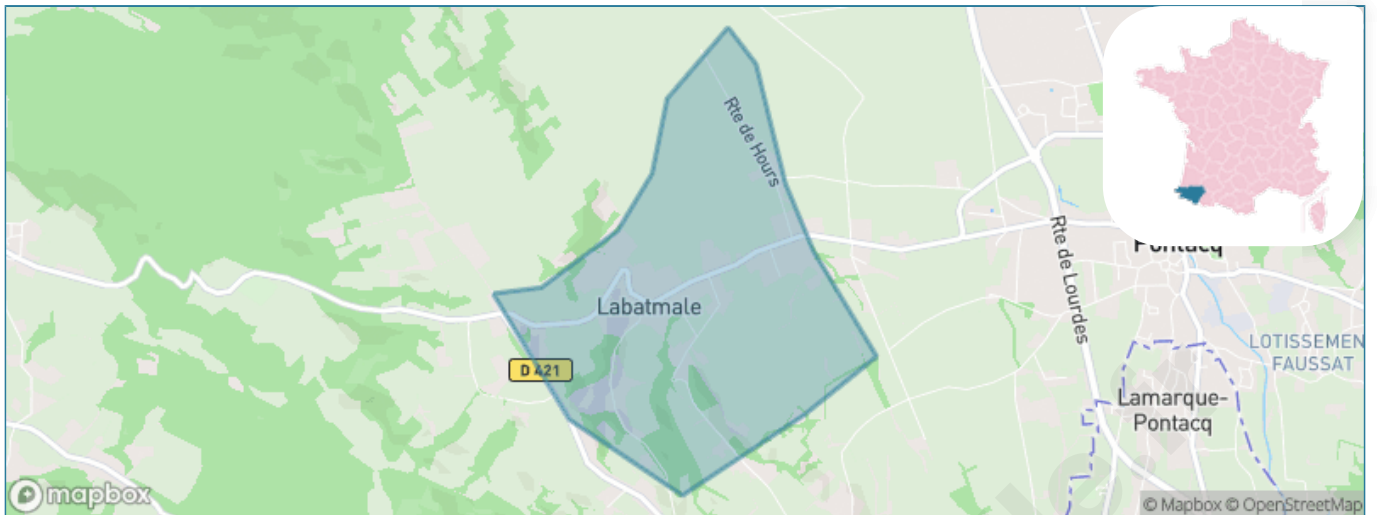 Rte de Hours
Rte de Lourdes
Pontacq
Labatmale
D 421
LOTISSEMEN
FAUSSAT
Lamarque-
Pontacq
mapbox
© Mapbox © OpenStreetMap